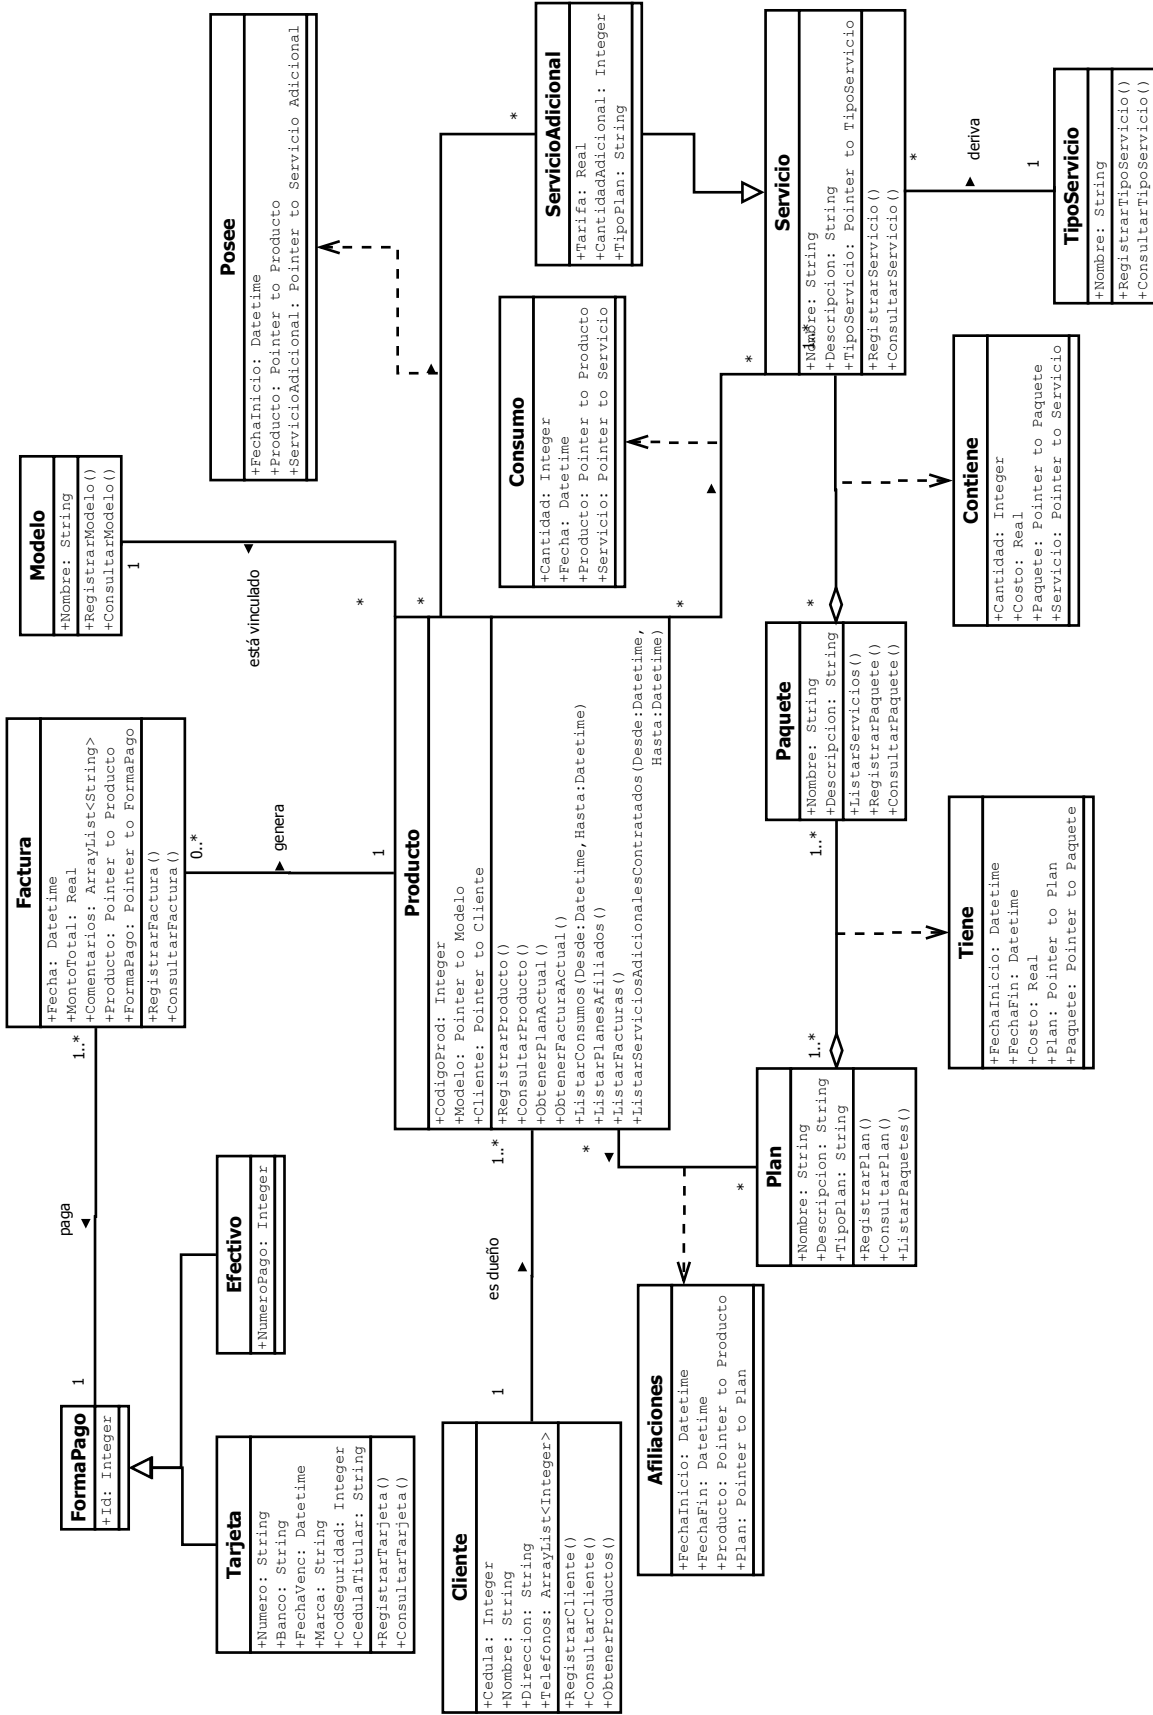 FormaPago
+Id: Integer
1
paga
1..*
Factura
+Fecha: Datetime
+MontoTotal: Real
+Comentarios: ArrayList<String>
+Producto: Pointer to Producto
+FormaPago: Pointer to FormaPago
+RegistrarFactura()
+ConsultarFactura()
Modelo
+Nombre: String
+RegistrarModelo()
+ConsultarModelo()
Posee
+FechaInicio: Datetime
+Producto: Pointer to Producto
+ServicioAdicional: Pointer to Servicio Adicional
Tarjeta
+Numero: String
+Banco: String
+FechaVenc: Datetime
+Marca: String
+CodSeguridad: Integer
+CedulaTitular: String
+RegistrarTarjeta()
+ConsultarTarjeta()
Efectivo
+NumeroPago: Integer
0..*
genera
1
1
está vinculado
*
Cliente
+Cedula: Integer
+Nombre: String
+Direccion: String
+Telefonos: ArrayList<Integer>
+RegistrarCliente()
+ConsultarCliente()
+ObtenerProductos()
1
es dueño
1..*
Producto
+CodigoProd: Integer
+Modelo: Pointer to Modelo
+Cliente: Pointer to Cliente
+RegistrarProducto()
+ConsultarProducto()
+ObtenerPlanActual()
+ObtenerFacturaActual()
+ListarConsumos(Desde:Datetime,Hasta:Datetime)
+ListarPlanesAfiliados()
+ListarFacturas()
+ListarServiciosAdicionalesContratados(Desde:Datetime,
Hasta:Datetime)
*
*
*
Consumo
+Cantidad: Integer
+Fecha: Datetime
+Producto: Pointer to Producto
+Servicio: Pointer to Servicio
*
ServicioAdicional
+Tarifa: Real
+CantidadAdicional: Integer
+TipoPlan: String
Afiliaciones
+FechaInicio: Datetime
+FechaFin: Datetime
+Producto: Pointer to Producto
+Plan: Pointer to Plan
*
Plan
+Nombre: String
+Descripcion: String
+TipoPlan: String
+RegistrarPlan()
+ConsultarPlan()
+ListarPaquetes()
1..*
1..*
Paquete
+Nombre: String
+Descripcion: String
+ListarServicios()
+RegistrarPaquete()
+ConsultarPaquete()
*
1..*
*
Servicio
+Nombre: String
+Descripcion: String
+TipoServicio: Pointer to TipoServicio
+RegistrarServicio()
+ConsultarServicio()
Tiene
+FechaInicio: Datetime
+FechaFin: Datetime
+Costo: Real
+Plan: Pointer to Plan
+Paquete: Pointer to Paquete
Contiene
+Cantidad: Integer
+Costo: Real
+Paquete: Pointer to Paquete
+Servicio: Pointer to Servicio
*
deriva
1
TipoServicio
+Nombre: String
+RegistrarTipoServicio()
+ConsultarTipoServicio()